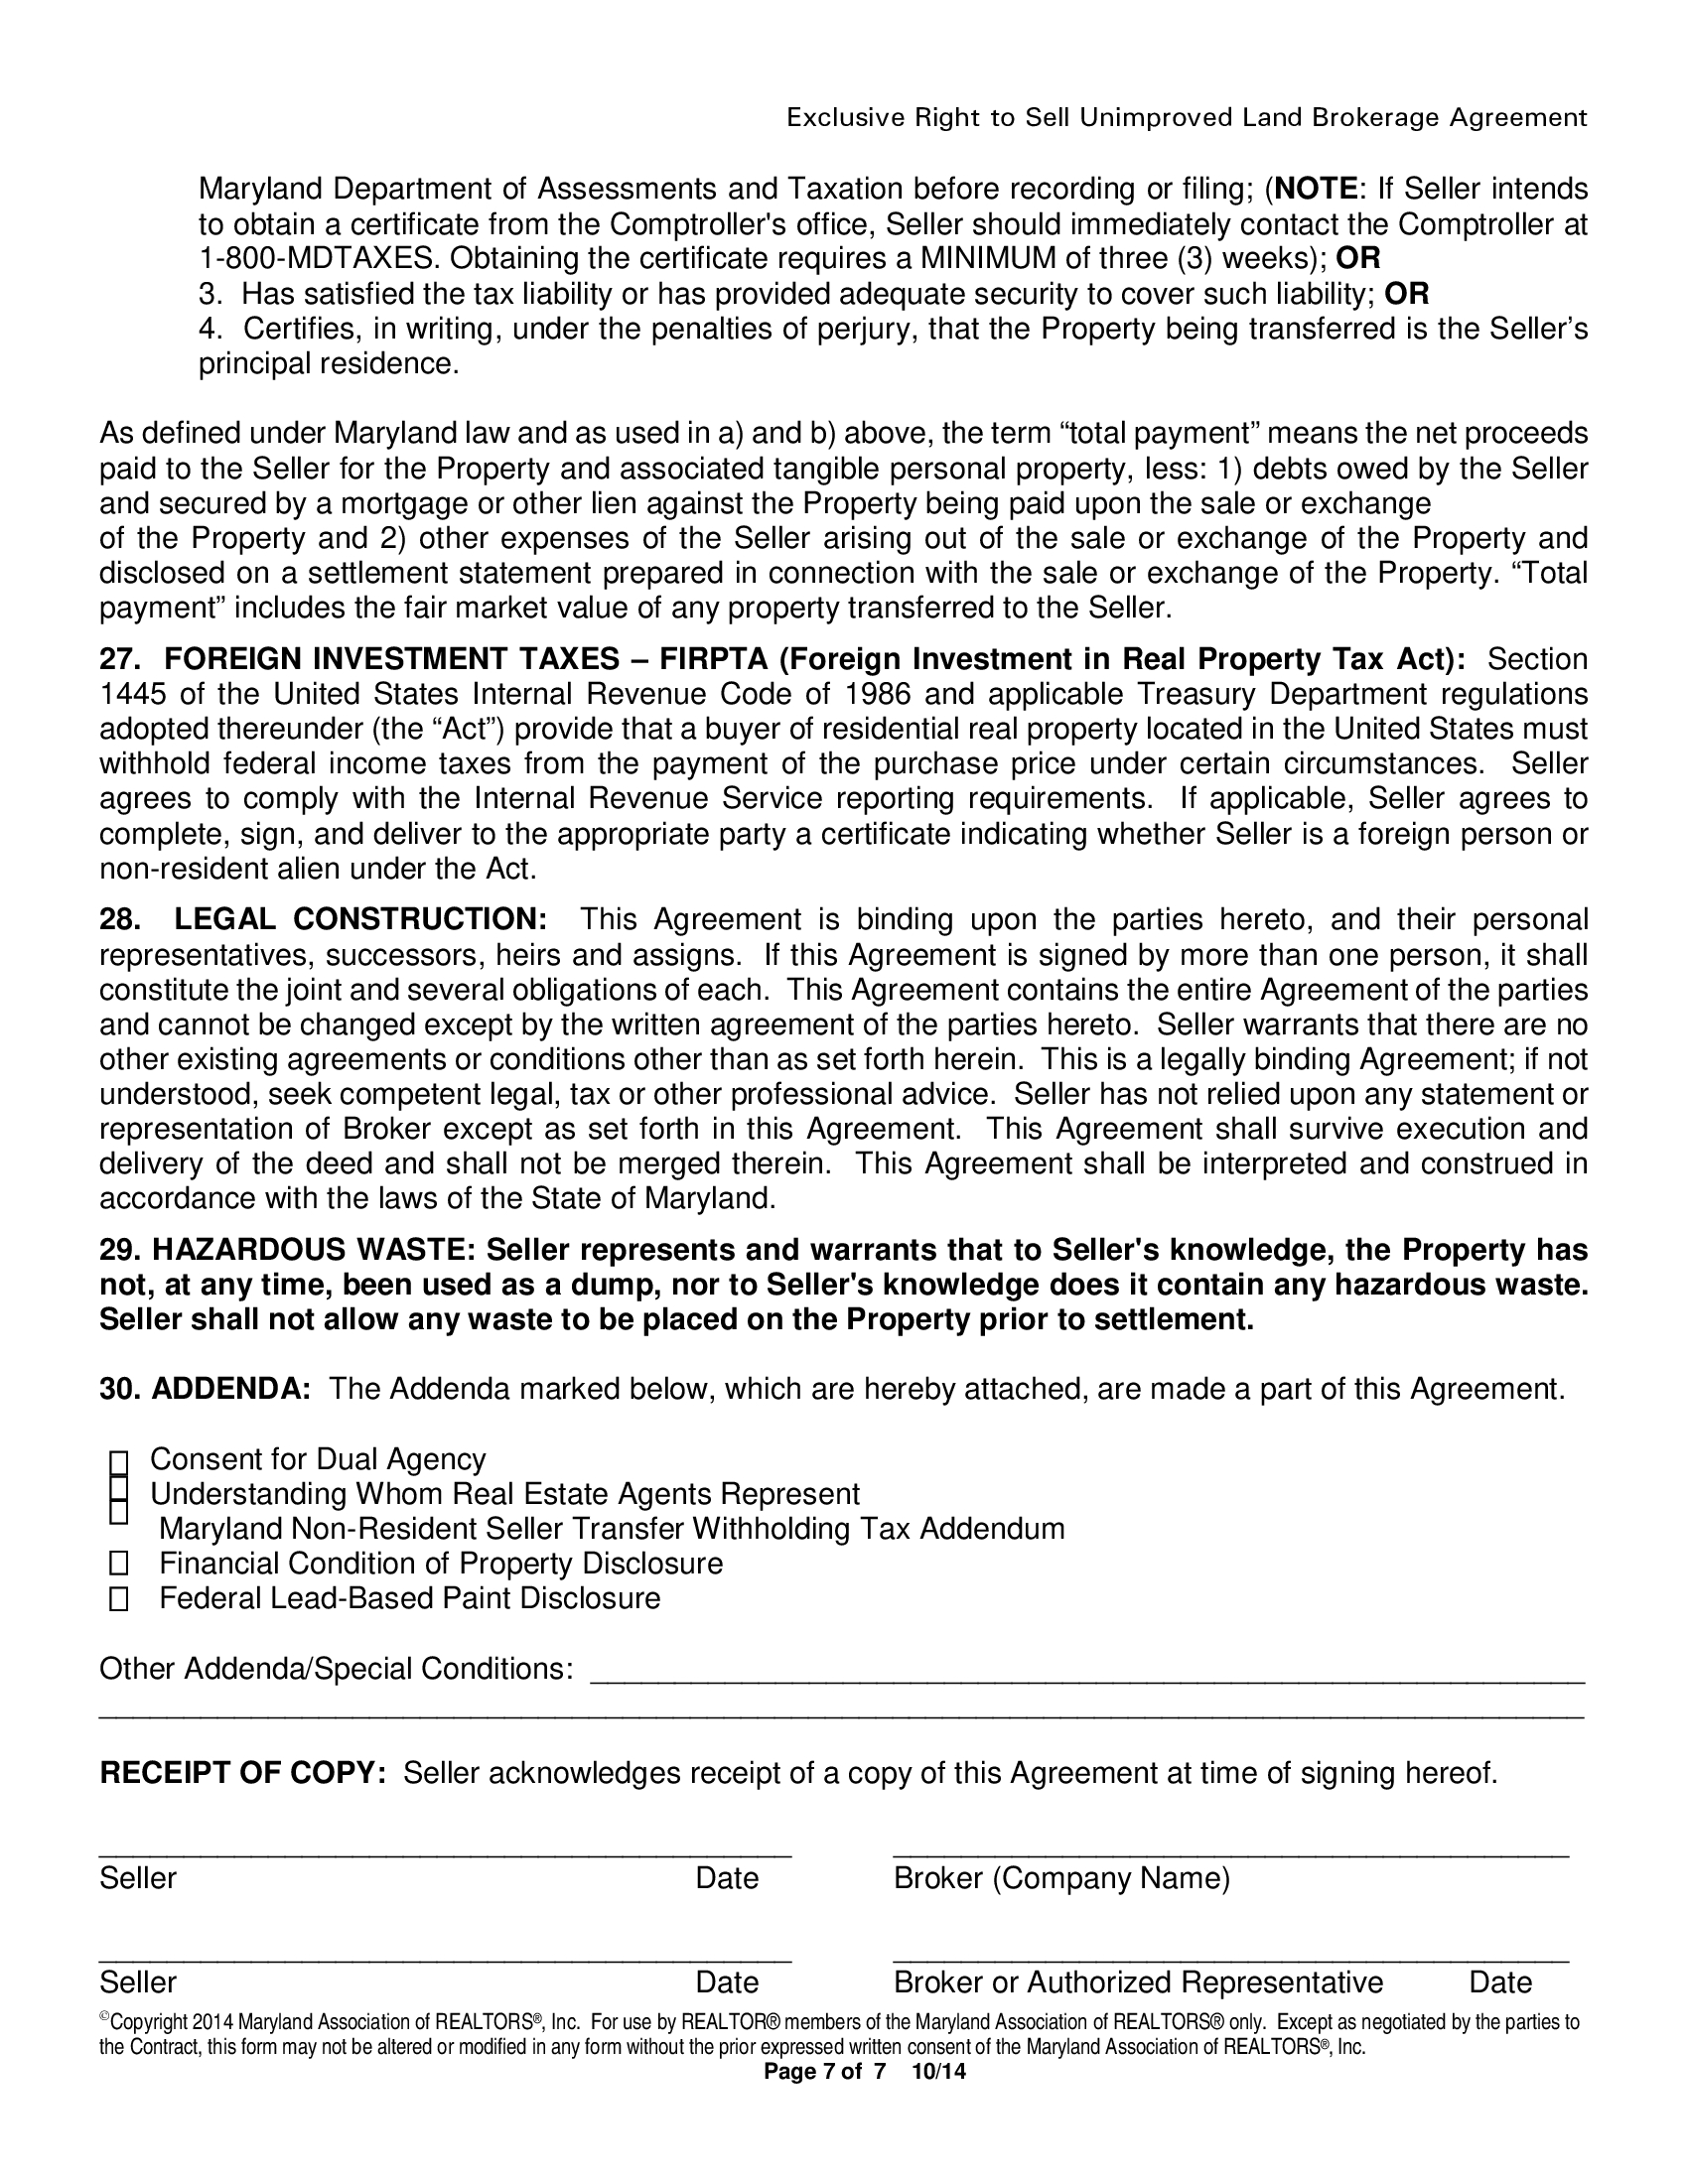 Exclusive Right to Sell Unimproved Land Brokerage Agreement
Maryland Department of Assessments and Taxation before recording or filing; (NOTE: If Seller intends
to obtain a certificate from the Comptroller's office, Seller should immediately contact the Comptroller at
1-800-MDTAXES. Obtaining the certificate requires a MINIMUM of three (3) weeks); OR
3. Has satisfied the tax liability or has provided adequate security to cover such liability; OR
4. Certifies, in writing, under the penalties of perjury, that the Property being transferred is the Seller’s
principal residence.
As defined under Maryland law and as used in a) and b) above, the term “total payment” means the net proceeds
paid to the Seller for the Property and associated tangible personal property, less: 1) debts owed by the Seller
and secured by a mortgage or other lien against the Property being paid upon the sale or exchange
of the Property and 2) other expenses of the Seller arising out of the sale or exchange of the Property and
disclosed on a settlement statement prepared in connection with the sale or exchange of the Property. “Total
payment” includes the fair market value of any property transferred to the Seller.
27. FOREIGN INVESTMENT TAXES – FIRPTA (Foreign Investment in Real Property Tax Act): Section
1445 of the United States Internal Revenue Code of 1986 and applicable Treasury Department regulations
adopted thereunder (the “Act”) provide that a buyer of residential real property located in the United States must
withhold federal income taxes from the payment of the purchase price under certain circumstances. Seller
agrees to comply with the Internal Revenue Service reporting requirements. If applicable, Seller agrees to
complete, sign, and deliver to the appropriate party a certificate indicating whether Seller is a foreign person or
non-resident alien under the Act.
28. LEGAL CONSTRUCTION: This Agreement is binding upon the parties hereto, and their personal
representatives, successors, heirs and assigns. If this Agreement is signed by more than one person, it shall
constitute the joint and several obligations of each. This Agreement contains the entire Agreement of the parties
and cannot be changed except by the written agreement of the parties hereto. Seller warrants that there are no
other existing agreements or conditions other than as set forth herein. This is a legally binding Agreement; if not
understood, seek competent legal, tax or other professional advice. Seller has not relied upon any statement or
representation of Broker except as set forth in this Agreement. This Agreement shall survive execution and
delivery of the deed and shall not be merged therein. This Agreement shall be interpreted and construed in
accordance with the laws of the State of Maryland.
29. HAZARDOUS WASTE: Seller represents and warrants that to Seller's knowledge, the Property has
not, at any time, been used as a dump, nor to Seller's knowledge does it contain any hazardous waste.
Seller shall not allow any waste to be placed on the Property prior to settlement.
30. ADDENDA: The Addenda marked below, which are hereby attached, are made a part of this Agreement.
Consent for Dual Agency
Understanding Whom Real Estate Agents Represent
Maryland Non-Resident Seller Transfer Withholding Tax Addendum
Financial Condition of Property Disclosure
Federal Lead-Based Paint Disclosure
Other Addenda/Special Conditions:
RECEIPT OF COPY: Seller acknowledges receipt of a copy of this Agreement at time of signing hereof.
Seller Date Broker (Company Name)
Seller Date Broker or Authorized Representative Date
©Copyright 2014 Maryland Association of REALTORS®, Inc. For use by REALTOR® members of the Maryland Association of REALTORS® only. Except as negotiated by the parties to
the Contract, this form may not be altered or modified in any form without the prior expressed written consent of the Maryland Association of REALTORS®, Inc.
Page 7 of 7 10/14